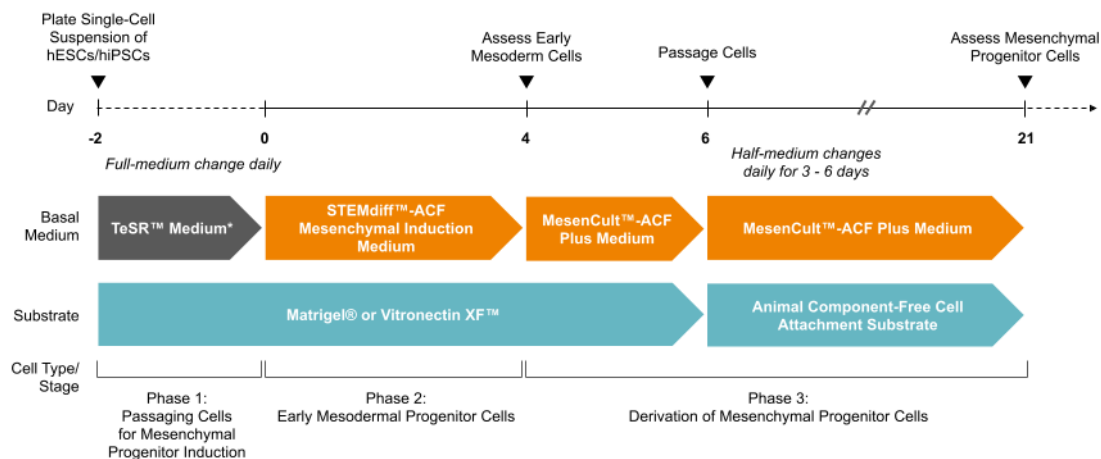 Plate Single-Cell
Suspension of
hESCs/hiPSCs
Assess Early
Mesoderm Cells
Passage Cells
Assess Mesenchymal
Progenitor Cells
Day
-2
0
4
6
21
Full-medium change daily
Half-medium changes
daily for 3 - 6 days
Basal
Medium
TeSR™ Medium*
STEMdiff™-ACF
Mesenchymal Induction
Medium
MesenCult™-ACF
Plus Medium
MesenCult™-ACF Plus Medium
Substrate
Matrigel® or Vitronectin XF™
Animal Component-Free Cell
Attachment Substrate
Cell Type/
Stage
Phase 1:
Passaging Cells
for Mesenchymal
Progenitor Induction
Phase 2:
Early Mesodermal Progenitor Cells
Phase 3:
Derivation of Mesenchymal Progenitor Cells